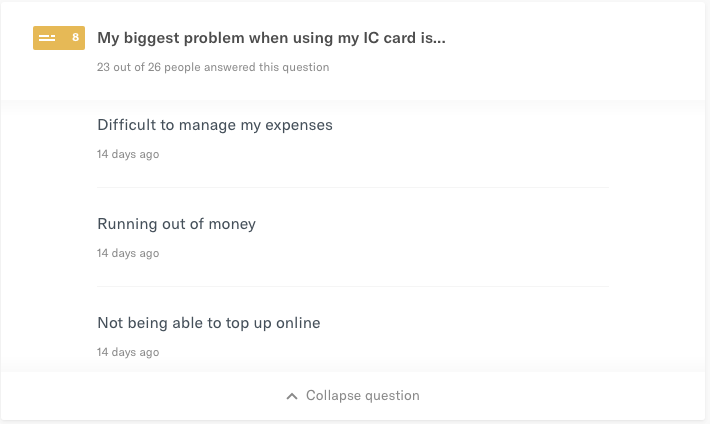 8 My biggest problem when using my IC card is...
23 out of 26 people answered this question
Difficult to manage my expenses
14 days ago
Running out of money
14 days ago
Not being able to top up online
14 days ago
Collapse question